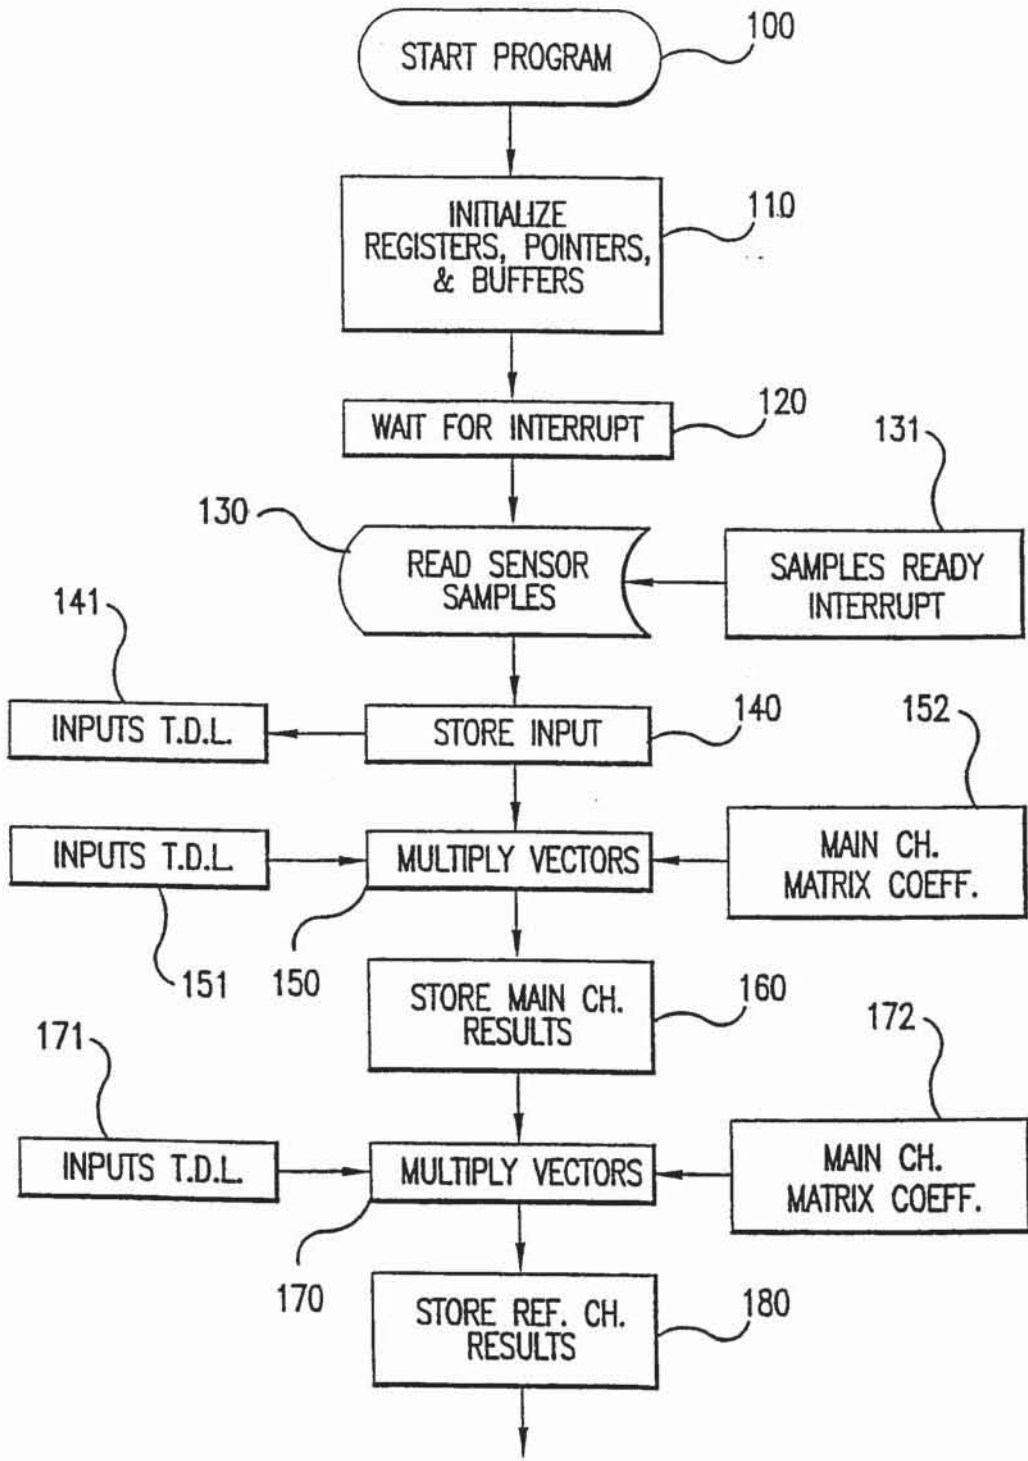 START PROGRAM
100
INITIALIZE
REGISTERS, POINTERS,
& BUFFERS
110
WAIT FOR INTERRUPT
120
130
READ SENSOR
SAMPLES
131
SAMPLES READY
INTERRUPT
141
INPUTS T.D.L.
STORE INPUT
140
152
INPUTS T.D.L.
MULTIPLY VECTORS
MAIN CH.
MATRIX COEFF.
151
150
STORE MAIN CH.
RESULTS
160
171
172
INPUTS T.D.L.
MULTIPLY VECTORS
MAIN CH.
MATRIX COEFF.
170
STORE REF. CH.
RESULTS
180